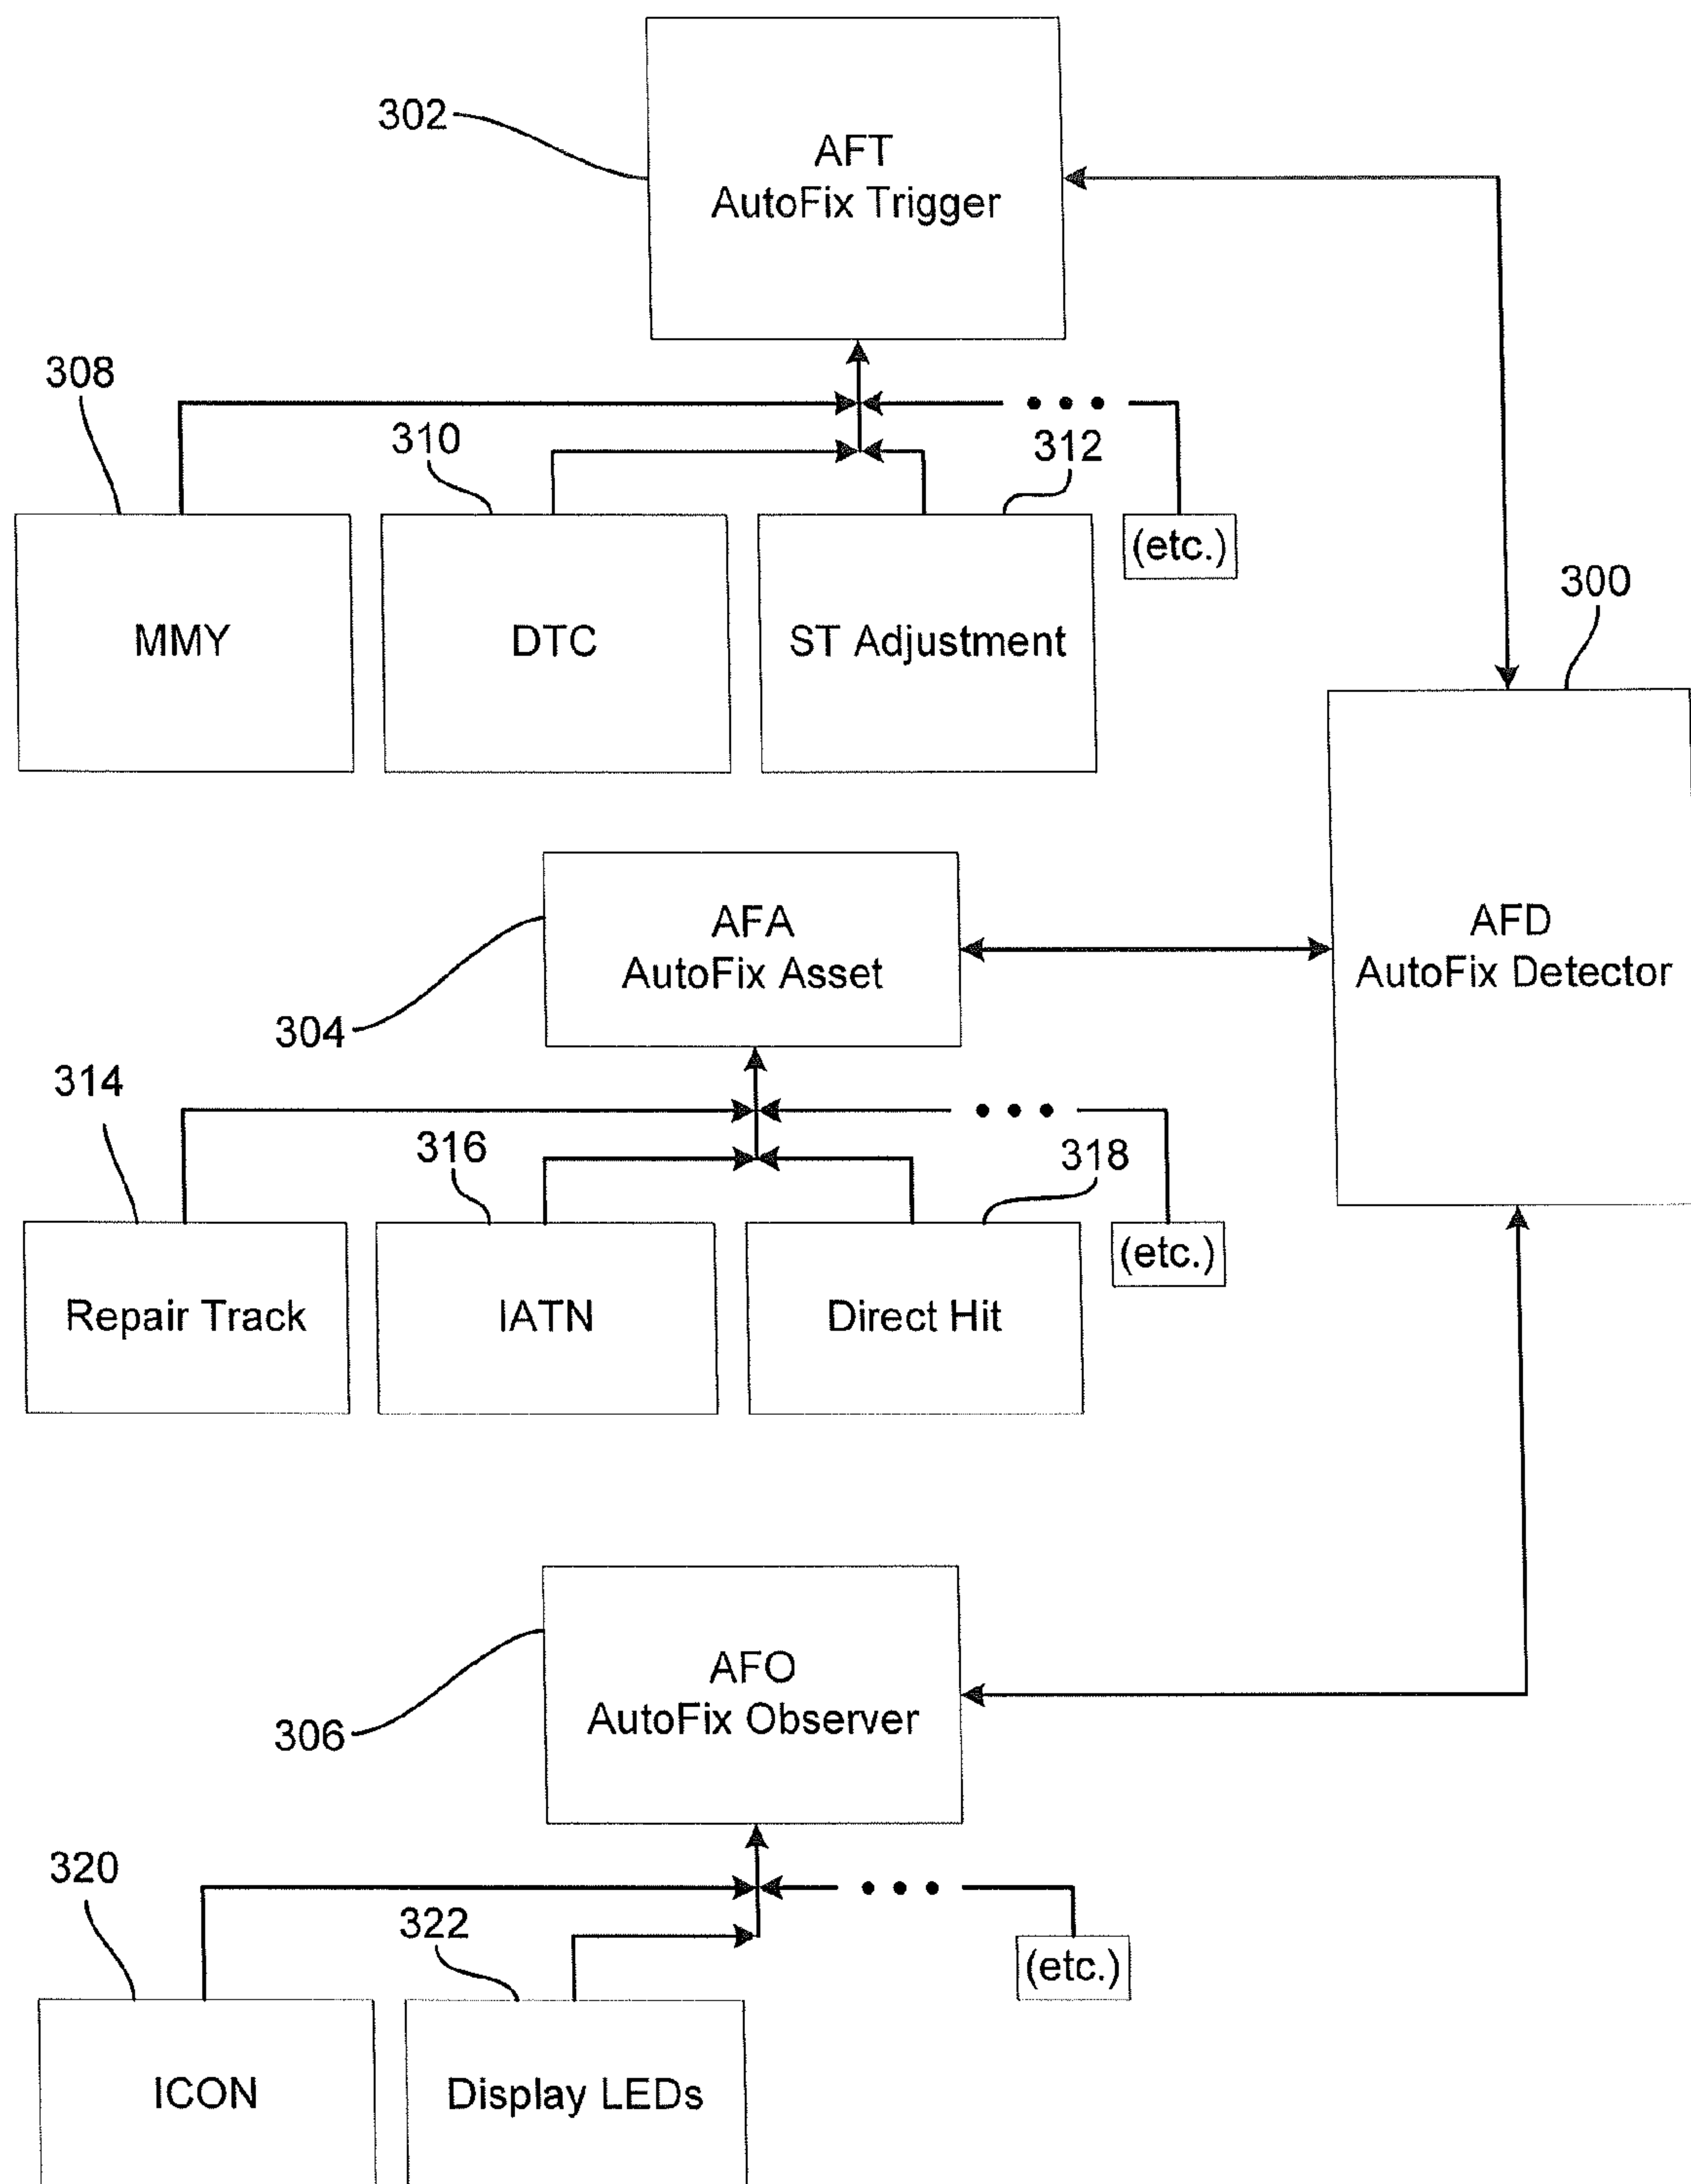 302
AFT
AutoFix Trigger
308
310
312
(etc.)
300
MMY
DTC
ST Adjustment
AFA
AutoFix Asset
AFD
AutoFix Detector
304
314
316
318
(etc.)
Repair Track
IATN
Direct Hit
AFO
AutoFix Observer
306
320
322
(etc.)
ICON
Display LEDs